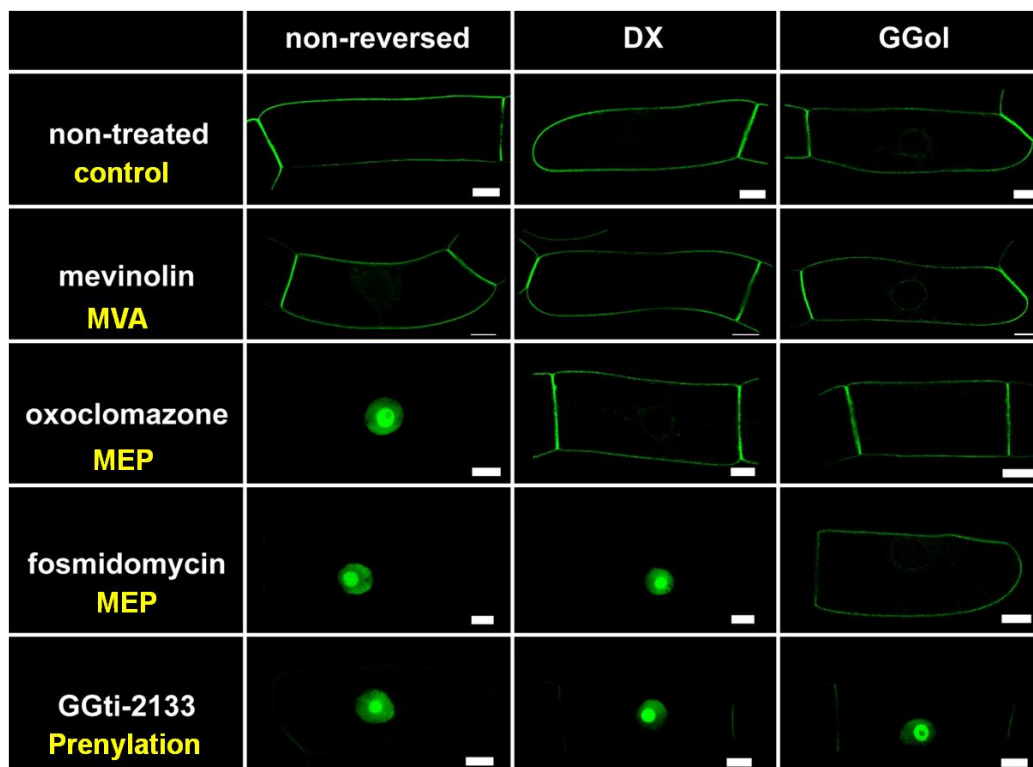 non-reversed
DX
GGol
non-treated
control
mevinolin
MVA
oxoclomazone
MEP
fosmidomycin
MEP
GGti-2133
Prenylation